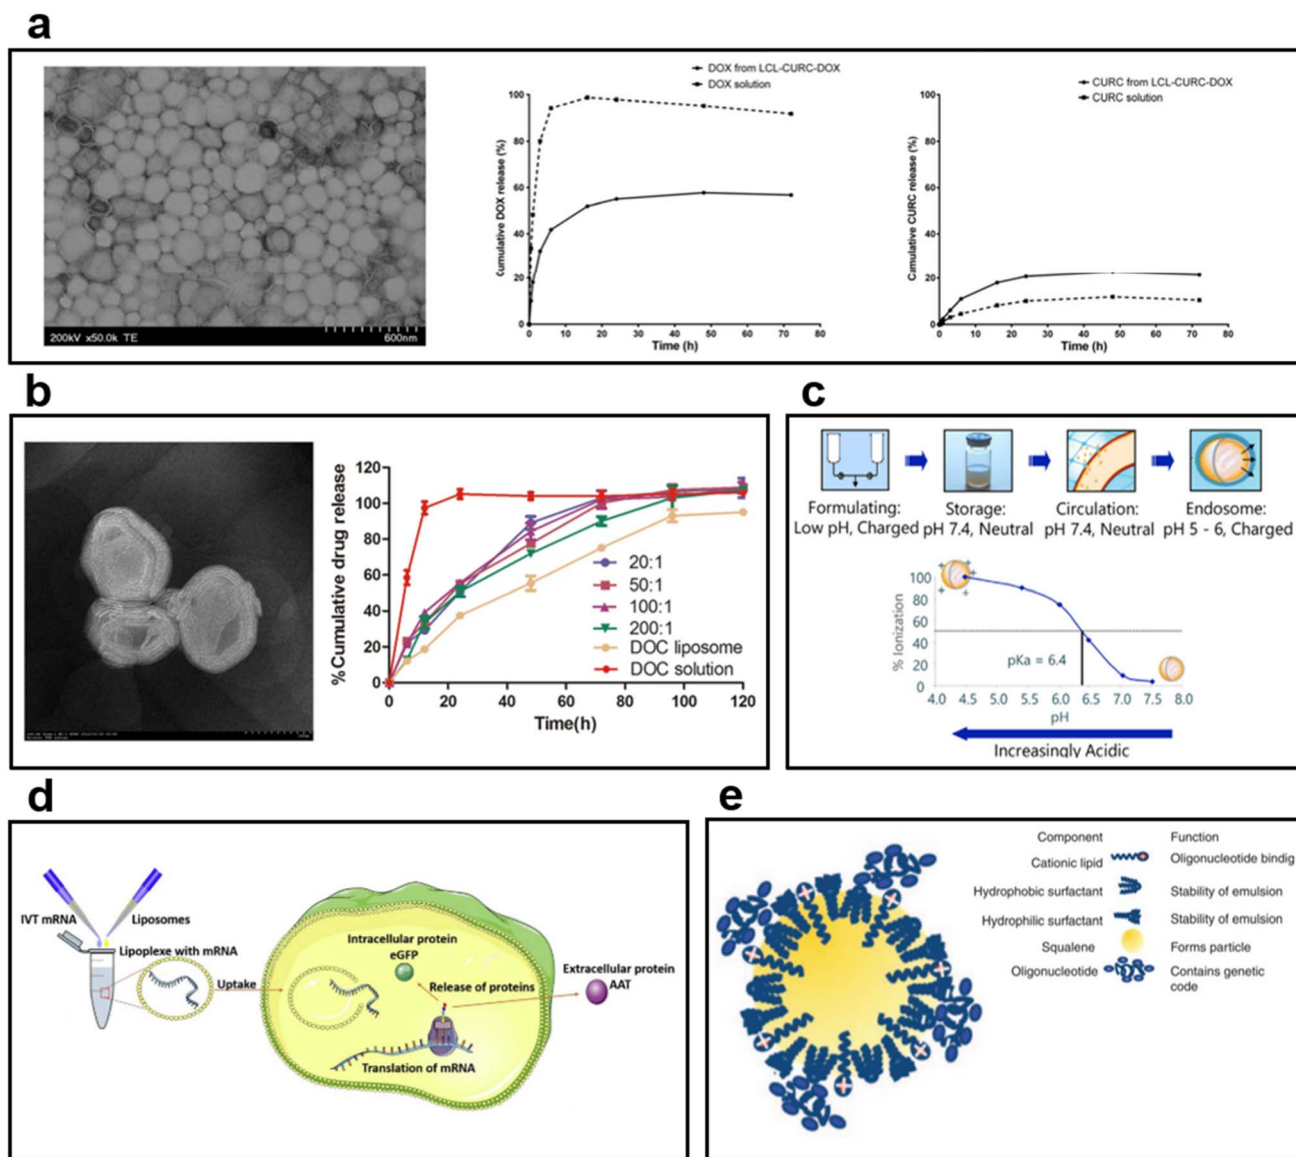 a
DOX from LCL-CURC-DOX
DOX solution
Cumulative DOX release (%)
100
80
60
40
20
0
0 10 20 30 40 50 60 70 80
Time (h)
CURC from LCL-CURC-DOX
CURC solution
Cumulative CURC release (%)
100
80
60
40
20
0
0 10 20 30 40 50 60 70 80
Time (h)
200kV x50.0k TE
600nm
b
%Cumulative drug release
120
100
80
60
40
20
0
0 20 40 60 80 100 120
Time(h)
20:1
50:1
100:1
200:1
DOC liposome
DOC solution
c
Formulating:
Low pH, Charged
Storage:
pH 7.4, Neutral
Circulation:
pH 7.4, Neutral
Endosome:
pH 5 - 6, Charged
% Ionization
100
80
60
40
20
0
pKa = 6.4
4.0 4.5 5.0 5.5 6.0 6.5 7.0 7.5 8.0
pH
Increasingly Acidic
d
IVT mRNA
Liposomes
Lipoplexe with mRNA
Uptake
Intracellular protein
eGFP
Release of proteins
Translation of mRNA
Extracellular protein
AAT
e
Component Function
Cationic lipid Oligonucleotide bindig
Hydrophobic surfactant Stability of emulsion
Hydrophilic surfactant Stability of emulsion
Squalene Forms particle
Oligonucleotide Contains genetic
code